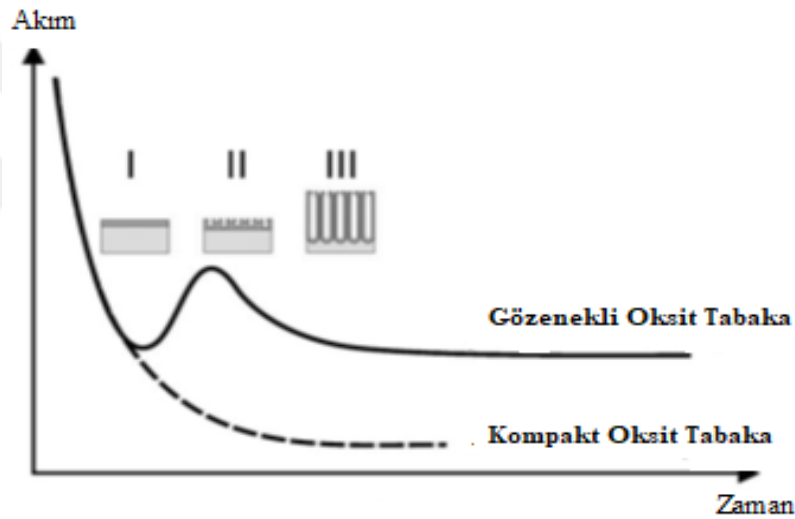 Akım
I II III
Gözenekli Oksit Tabaka
Kompakt Oksit Tabaka
Zaman